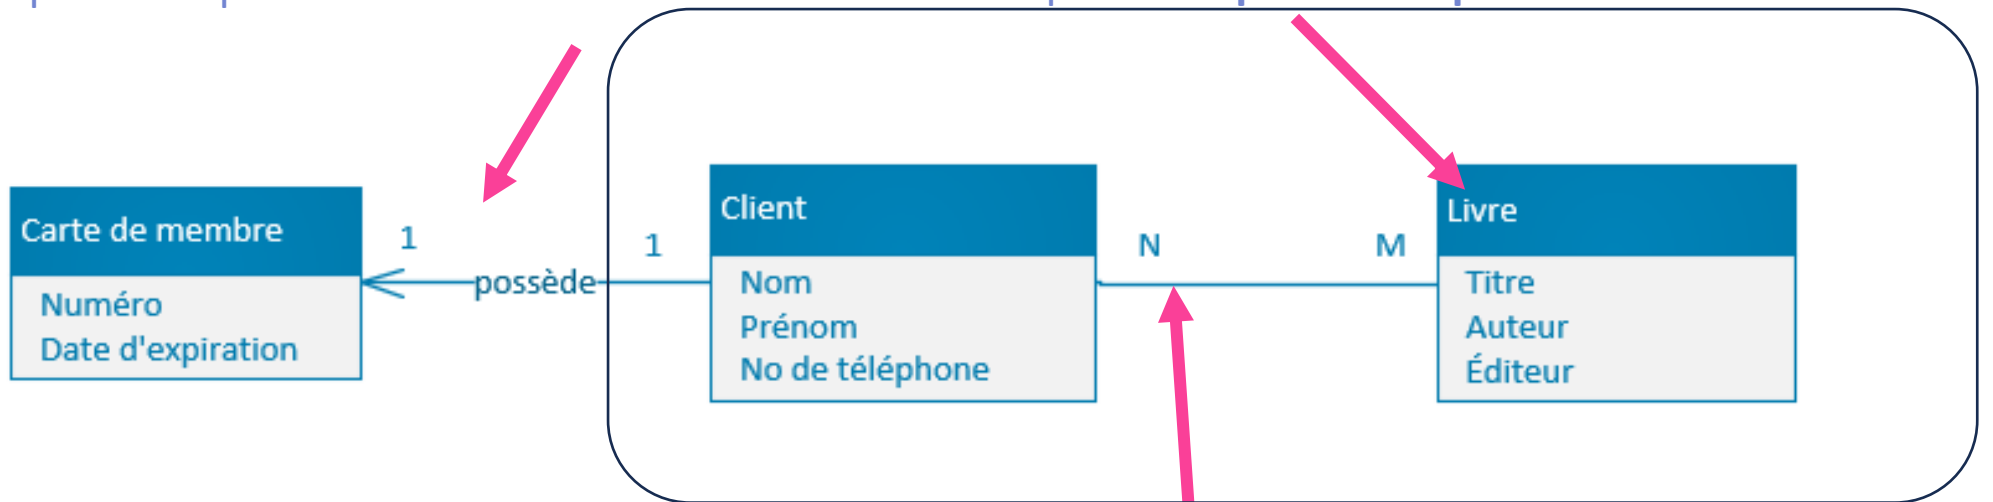 Carte de membre
Numéro
Date d'expiration
1
possède
1
Client
Nom
Prénom
No de téléphone
N
M
Livre
Titre
Auteur
Éditeur